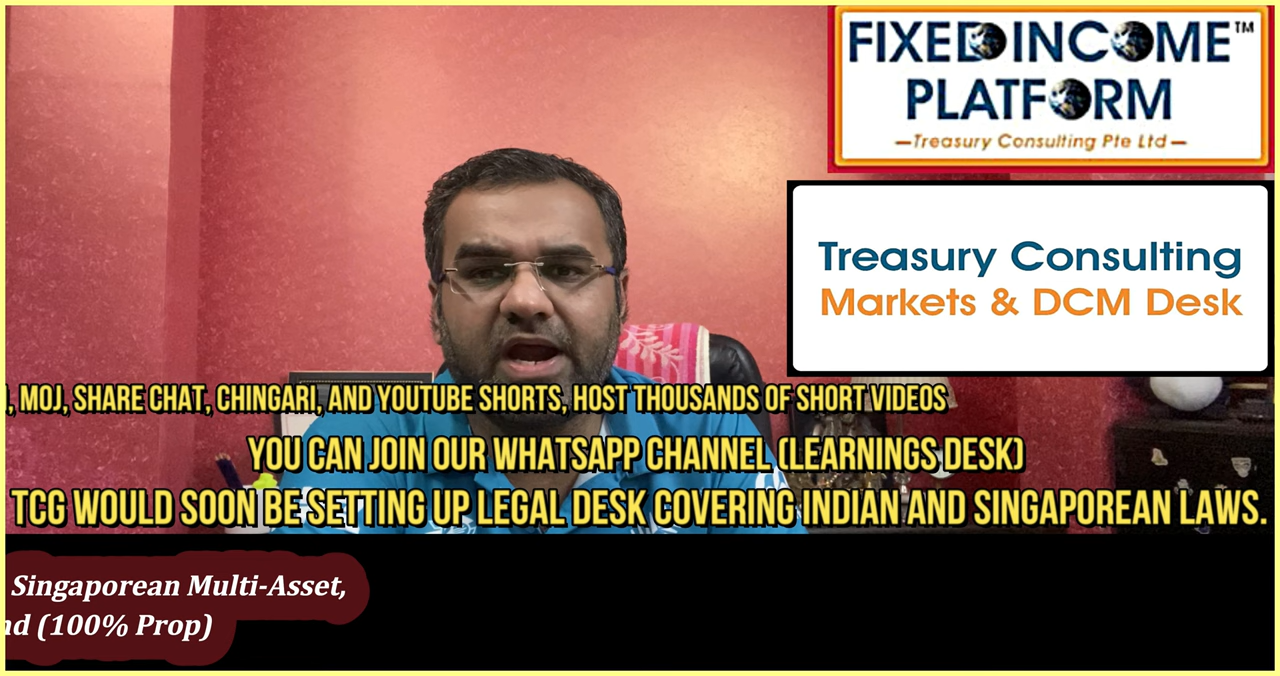 FIXED INCOME™
PLATFORM
—Treasury Consulting Pte Ltd—
Treasury Consulting
Markets & DCM Desk
, MOJ, SHARE CHAT, CHINGARI, AND YOUTUBE SHORTS, HOST THOUSANDS OF SHORT VIDEOS
YOU CAN JOIN OUR WHATSAPP CHANNEL (LEARNINGS DESK)
TCG WOULD SOON BE SETTING UP LEGAL DESK COVERING INDIAN AND SINGAPOREAN LAWS.
Singaporean Multi-Asset,
(100% Prop)